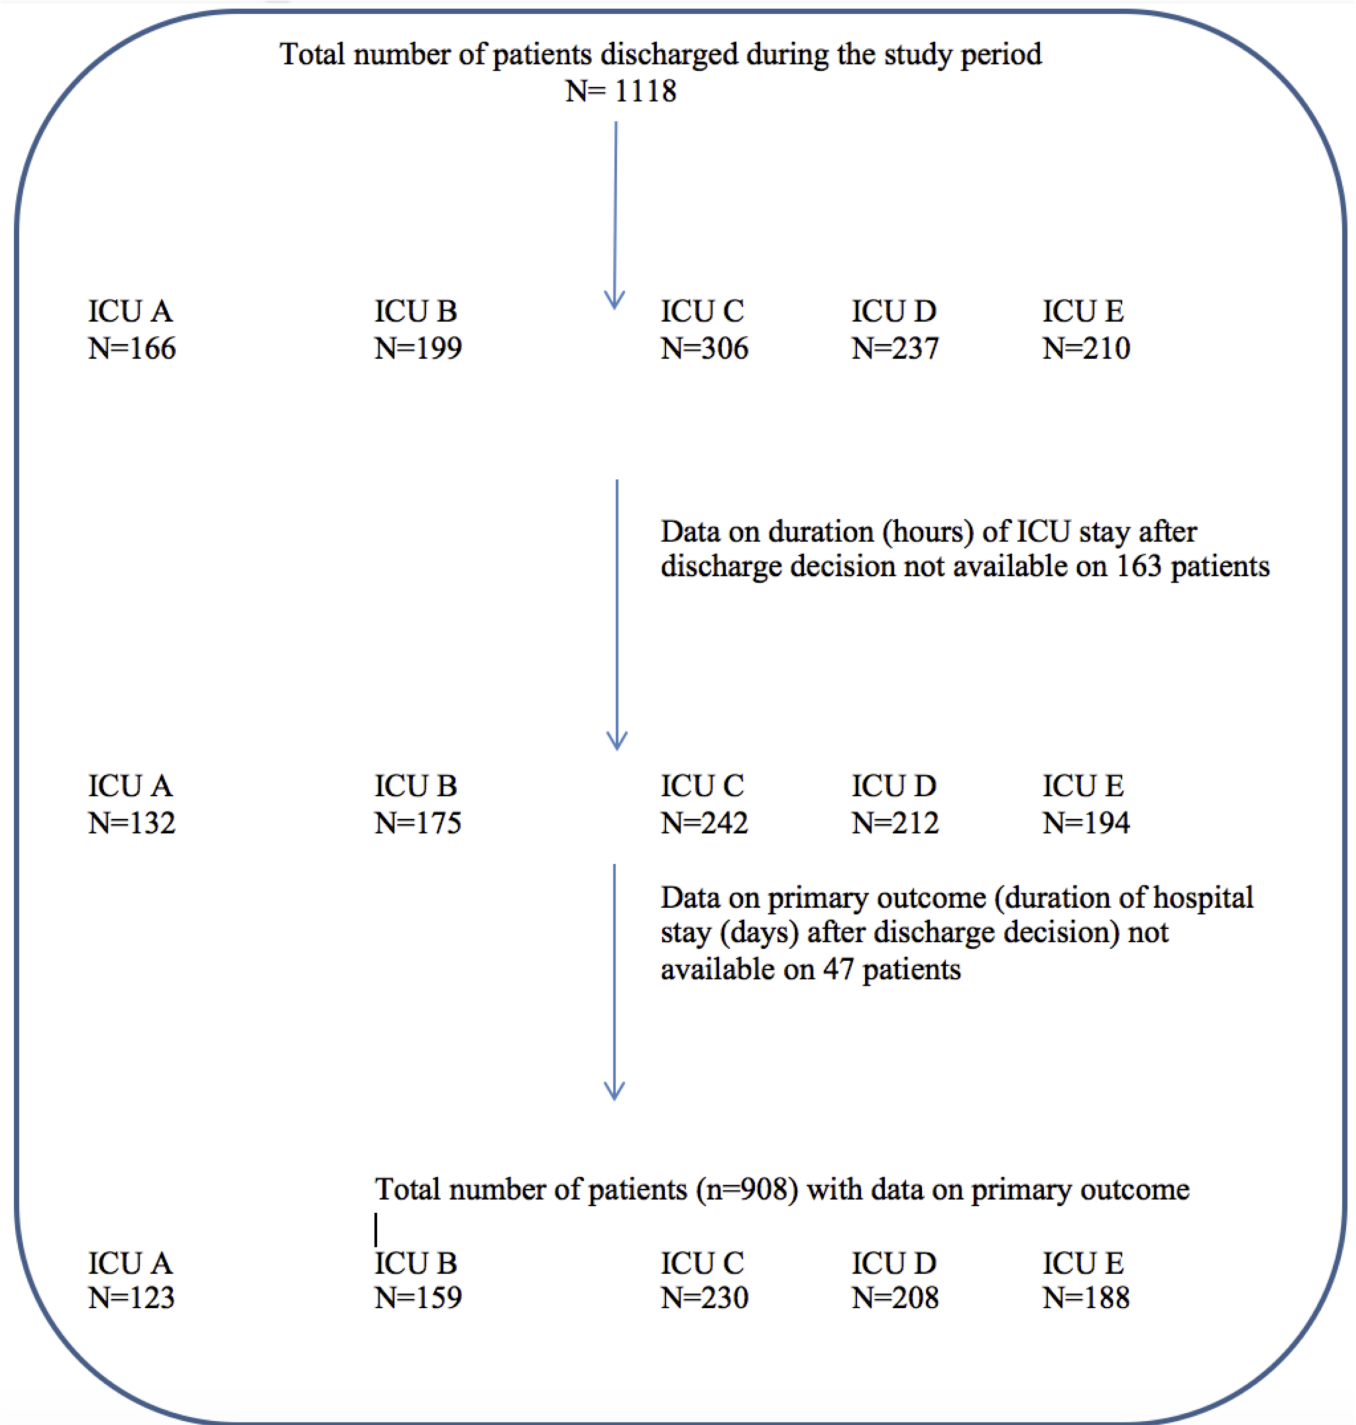 Total number of patients discharged during the study period
N= 1118
ICU A ICU B ICU C ICU D ICU E
N=166 N=199 N=306 N=237 N=210
Data on duration (hours) of ICU stay after
discharge decision not available on 163 patients
ICU A ICU B ICU C ICU D ICU E
N=132 N=175 N=242 N=212 N=194
Data on primary outcome (duration of hospital
stay (days) after discharge decision) not
available on 47 patients
Total number of patients (n=908) with data on primary outcome
ICU A ICU B ICU C ICU D ICU E
N=123 N=159 N=230 N=208 N=188